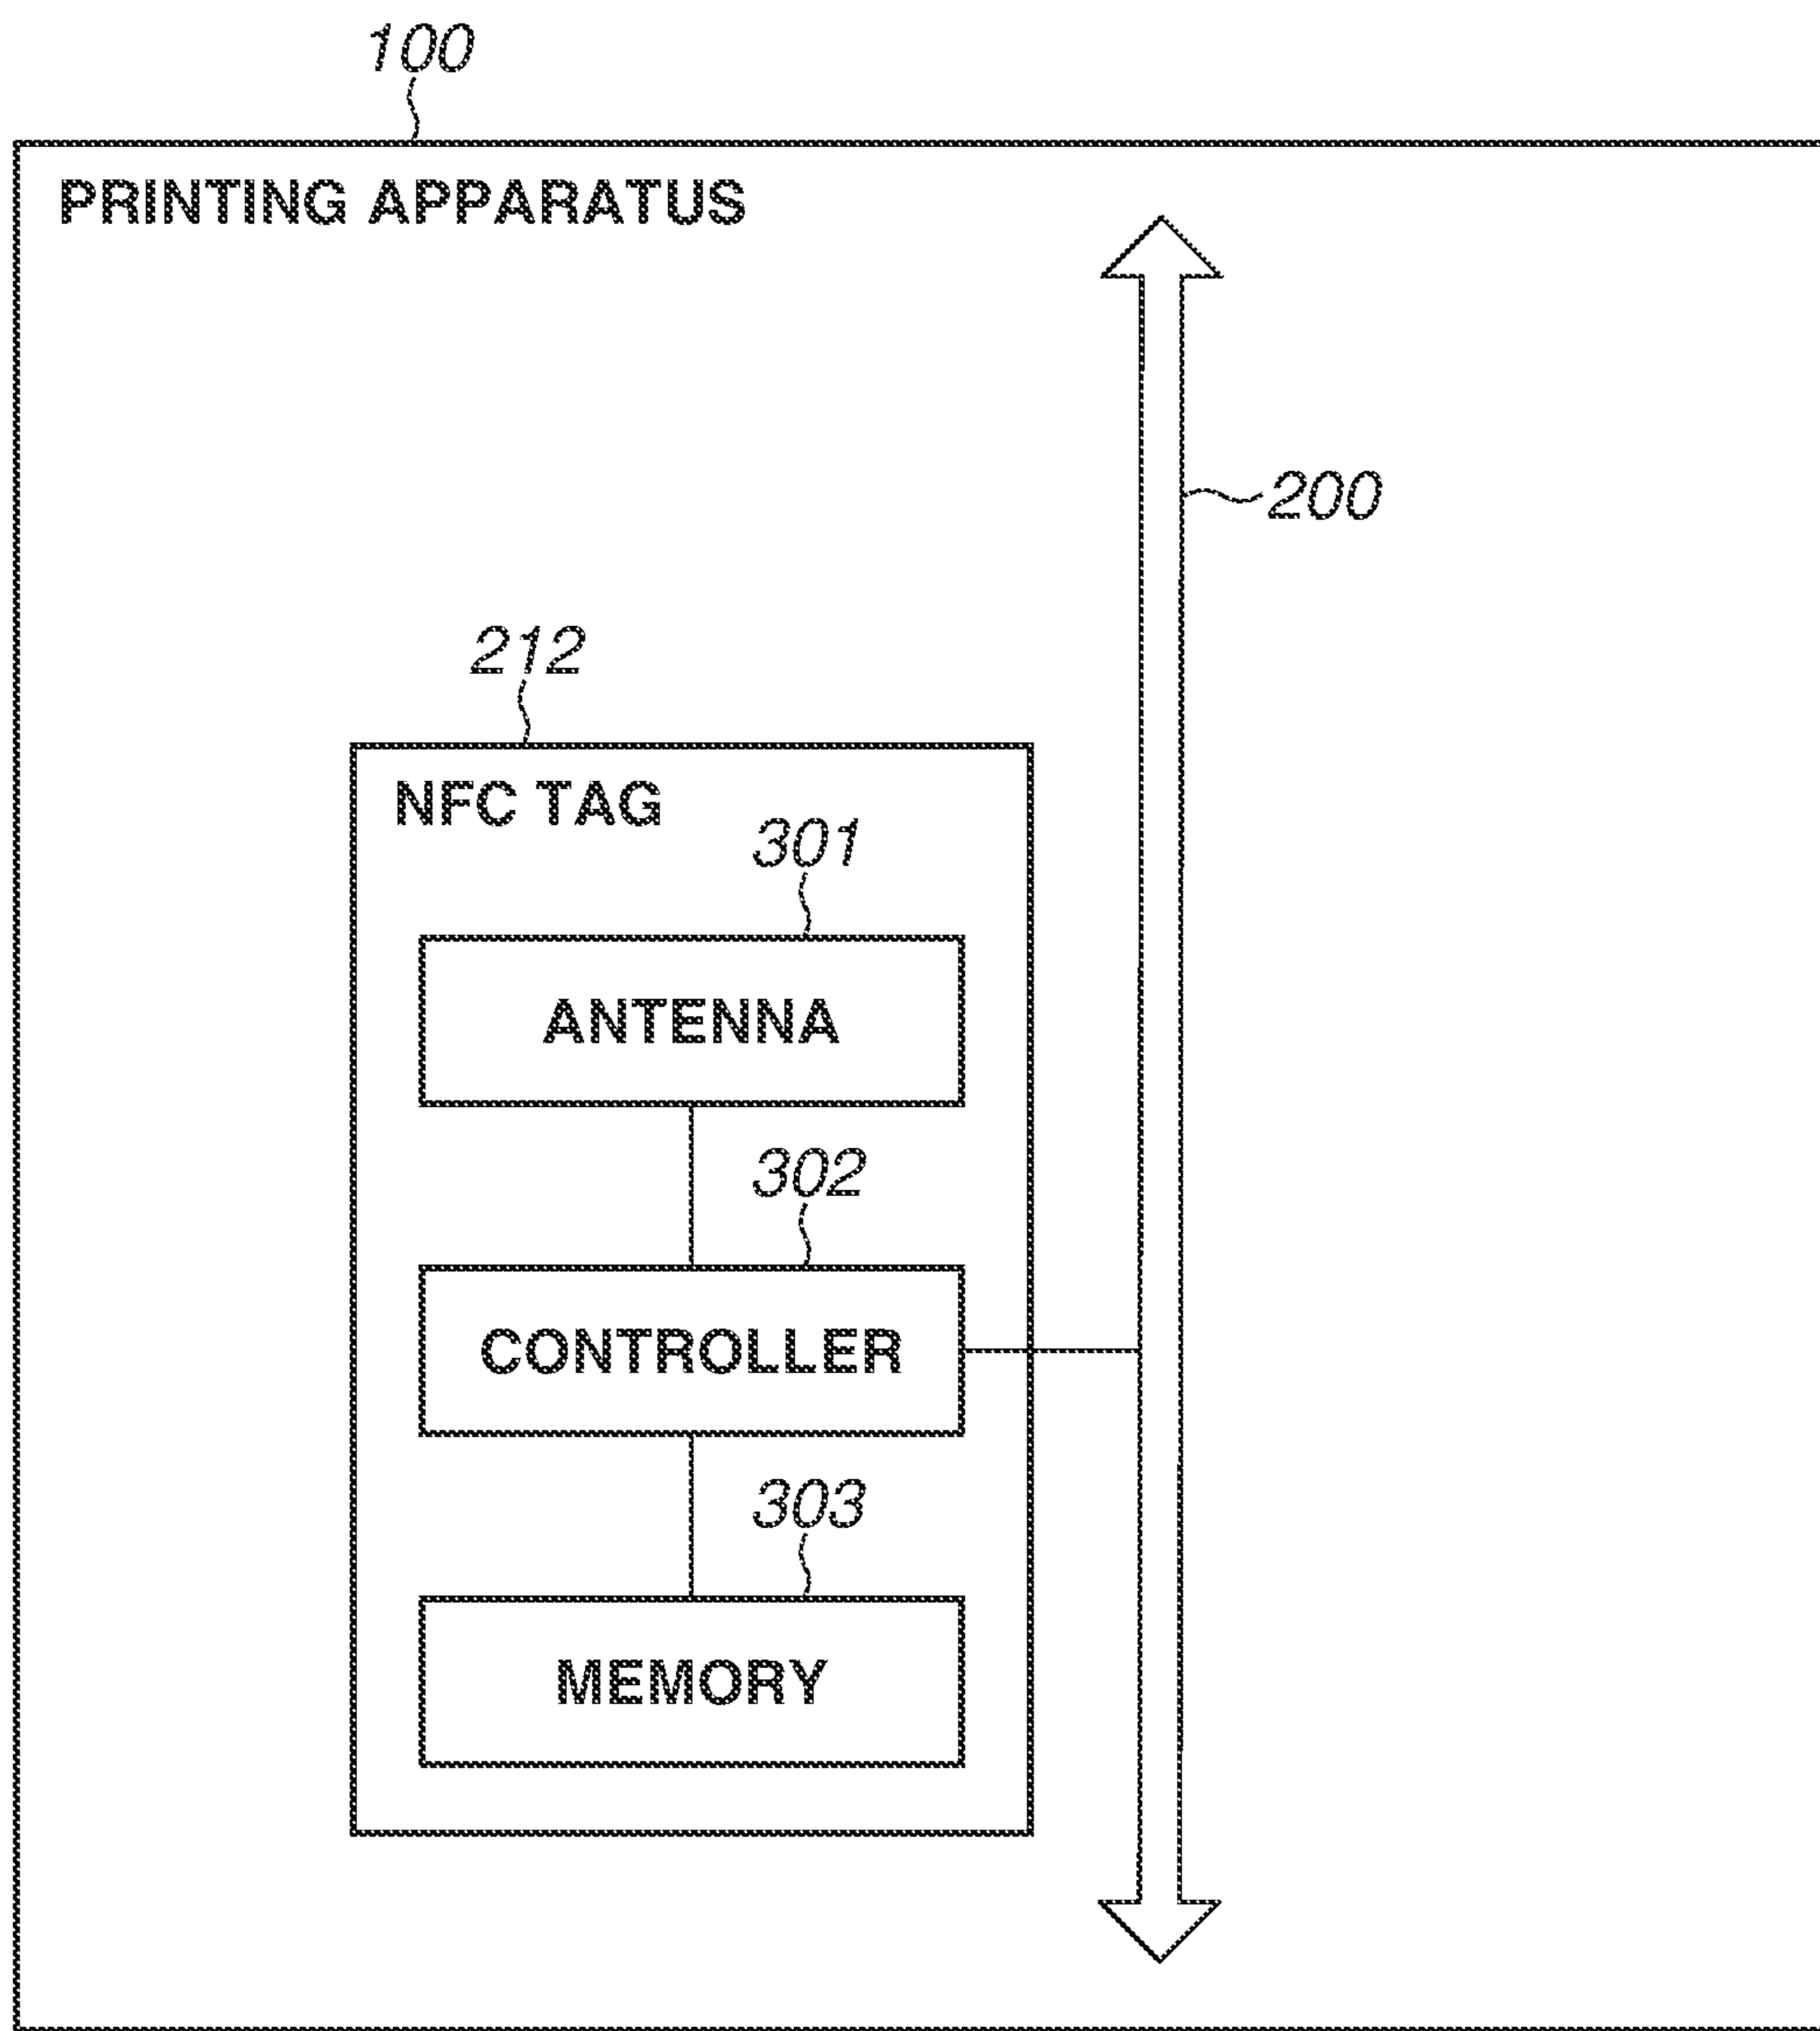 100
PRINTING APPARATUS
200
212
NFC TAG
301
ANTENNA
302
CONTROLLER
303
MEMORY